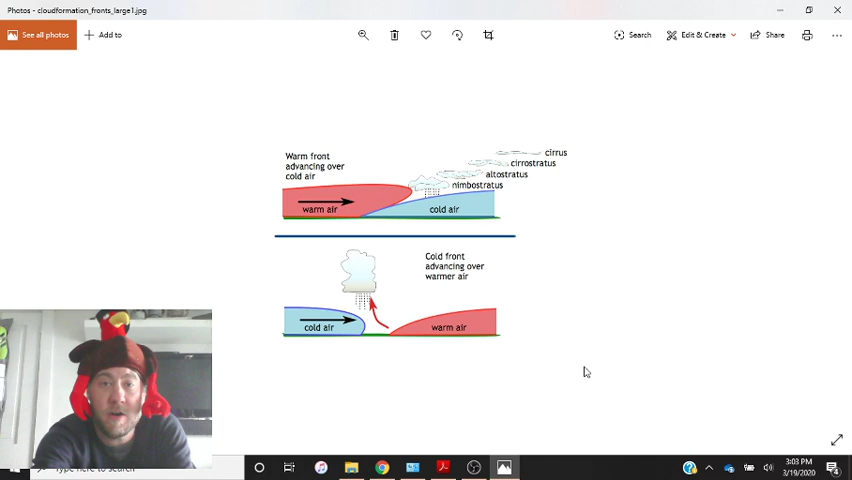 Photos - cloudformation_fronts_large1.jpg
See all photos
Add to
Search
Edit & Create
Share
Warm front
advancing over
cold air
cirrus
cirrostratus
altostratus
nimbostratus
warm air
cold air
Cold front
advancing over
warmer air
cold air
warm air
Type here to search
3:03 PM
3/19/2020
4